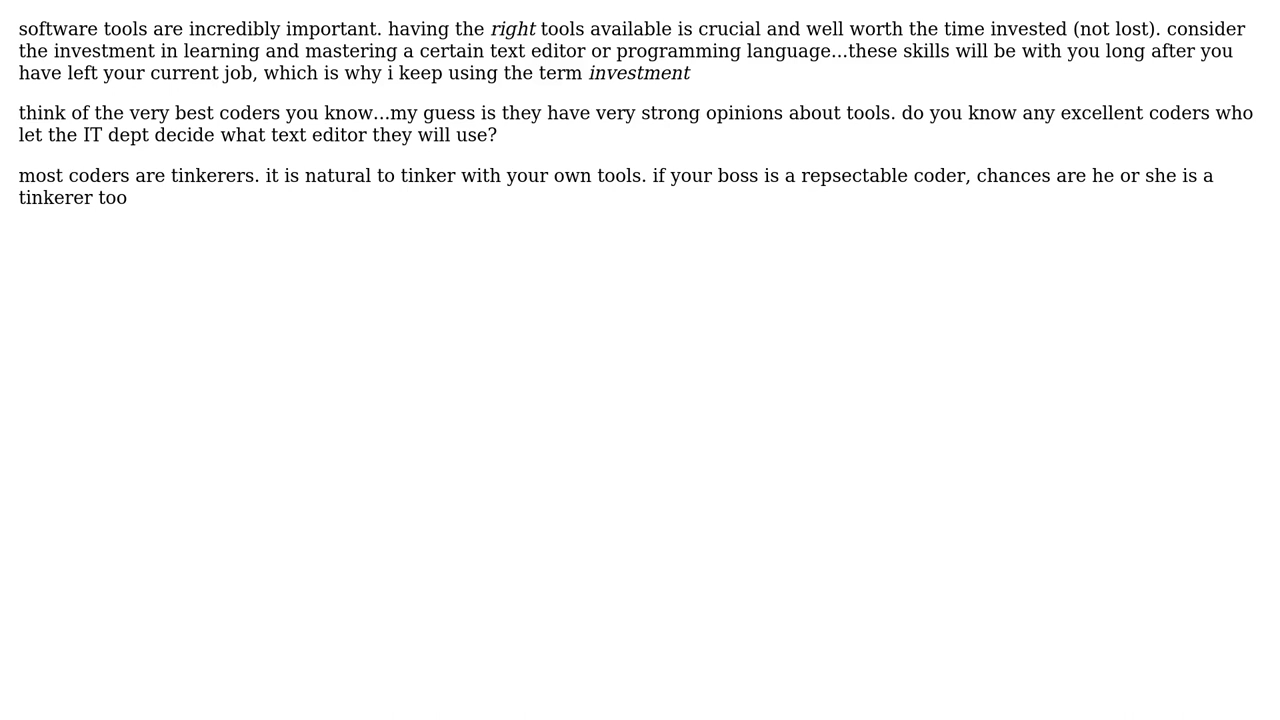 software tools are incredibly important. having the right tools available is crucial and well worth the time invested (not lost). consider
the investment in learning and mastering a certain text editor or programming language...these skills will be with you long after you
have left your current job, which is why i keep using the term investment
think of the very best coders you know...my guess is they have very strong opinions about tools. do you know any excellent coders who
let the IT dept decide what text editor they will use?
most coders are tinkerers. it is natural to tinker with your own tools. if your boss is a repsectable coder, chances are he or she is a
tinkerer too